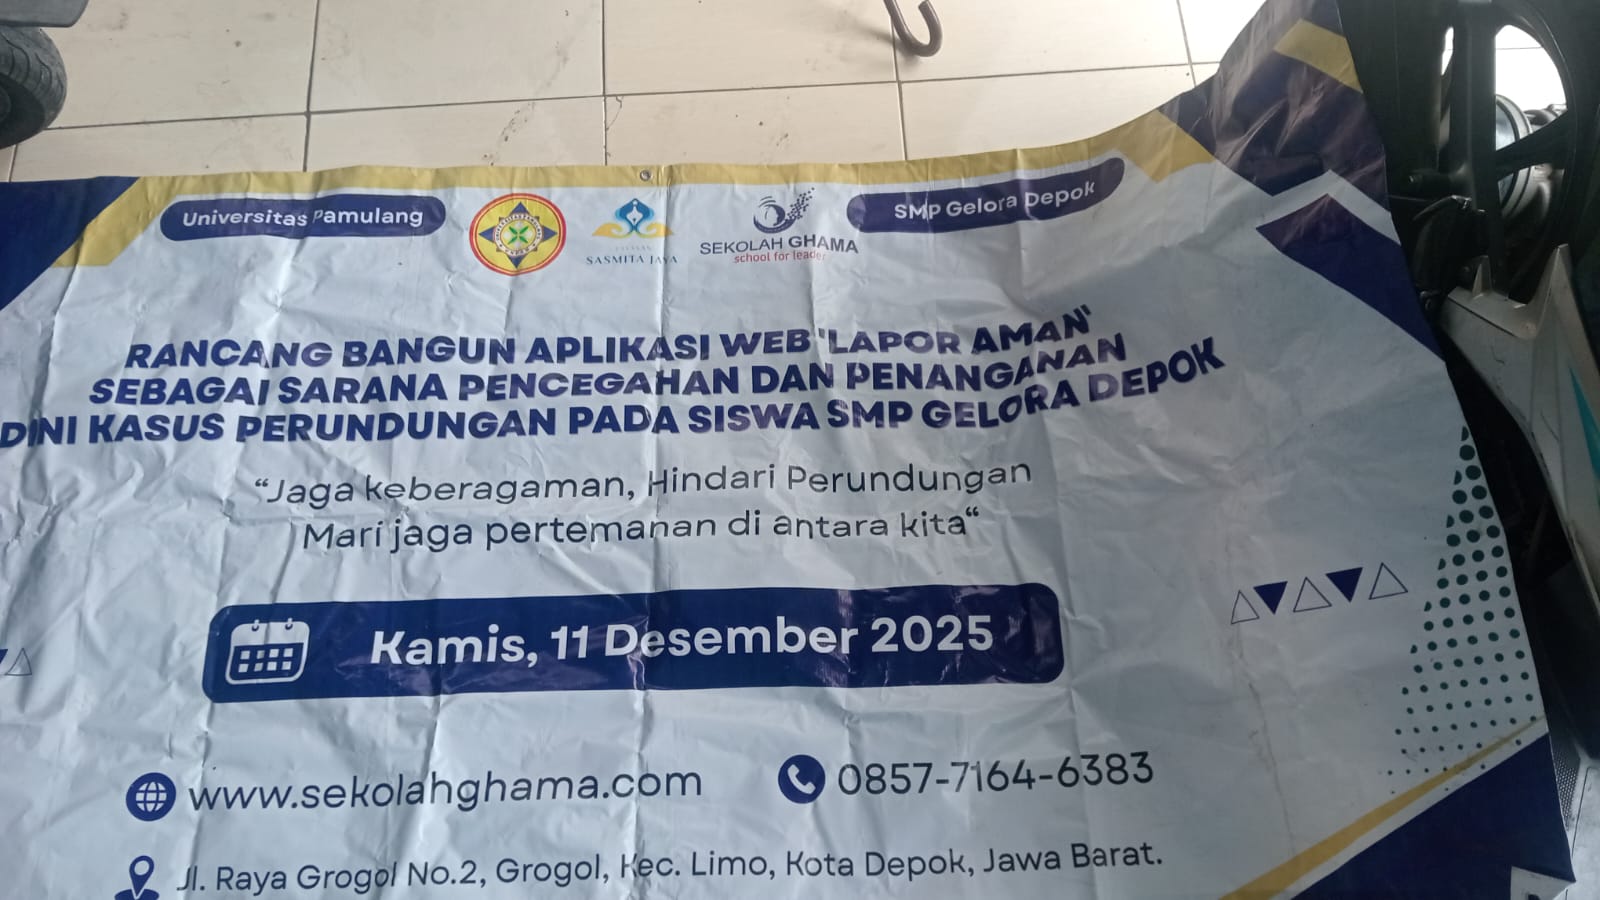 Universitas Pamulang
YAYASAN
SASMITA JAYA
SEKOLAH GHAMA
school for leader
SMP Gelora Depok
RANCANG BANGUN APLIKASI WEB 'LAPOR AMAN'
SEBAGAI SARANA PENCEGAHAN DAN PENANGANAN
DINI KASUS PERUNDUNGAN PADA SISWA SMP GELORA DEPOK
“Jaga keberagaman, Hindari Perundungan
Mari jaga pertemanan di antara kita“
Kamis, 11 Desember 2025
www.sekolahghama.com
0857-7164-6383
Jl. Raya Grogol No.2, Grogol, Kec. Limo, Kota Depok, Jawa Barat.